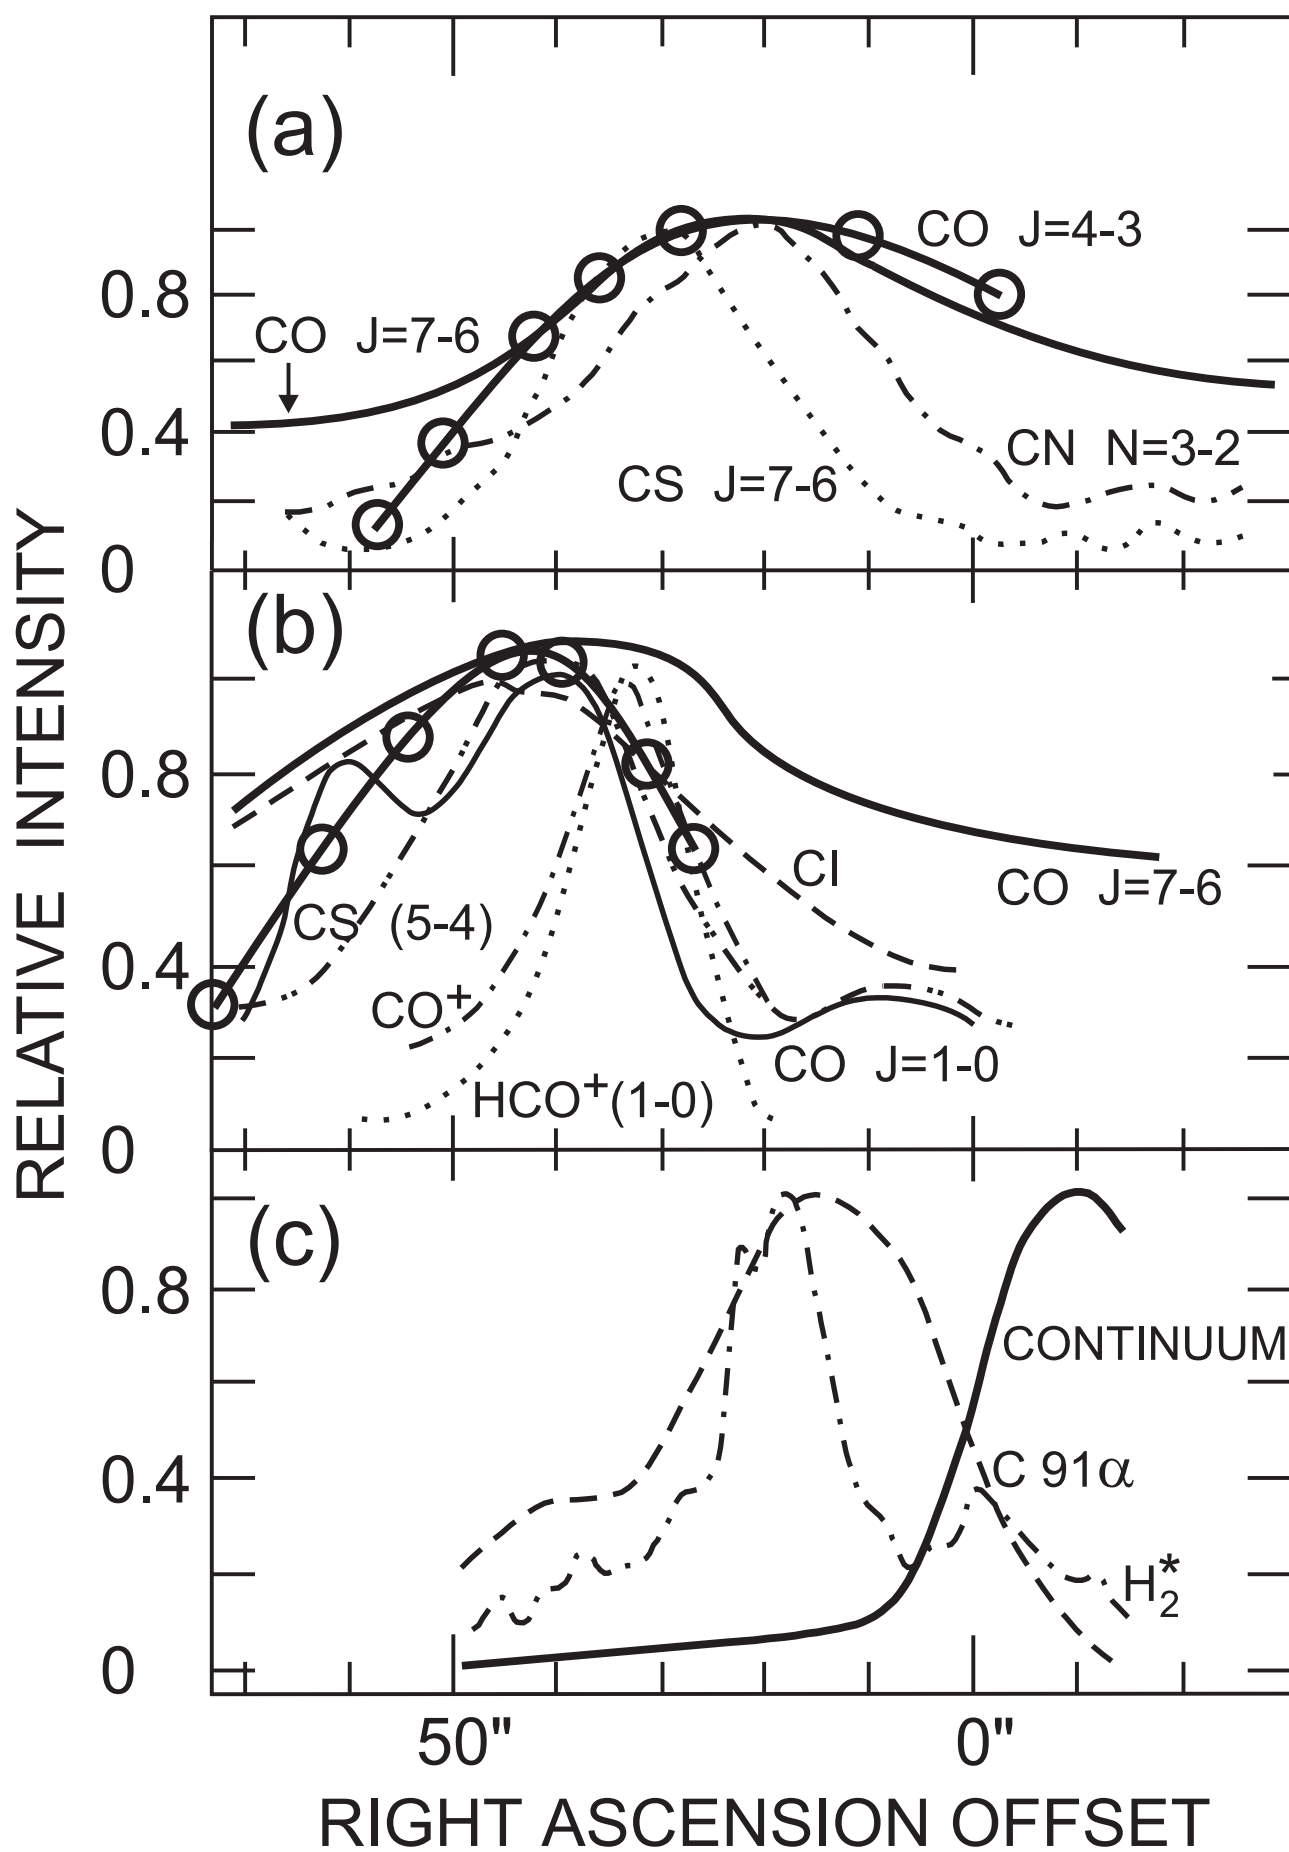 (a)
CO J=4-3
0.8
CO J=7-6
0.4
CN N=3-2
CS J=7-6
0
RELATIVE INTENSITY
(b)
0.8
CI
CO J=7-6
CS (5-4)
0.4
CO⁺
CO J=1-0
HCO⁺(1-0)
0
(c)
0.8
CONTINUUM
0.4
C 91α
H₂*
0
50"
0"
RIGHT ASCENSION OFFSET